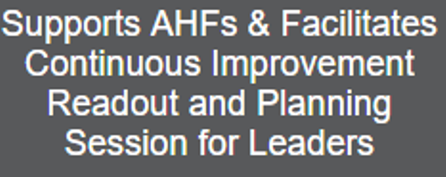 Supports AHFs & Facilitates
Continuous Improvement
Readout and Planning
Session for Leaders